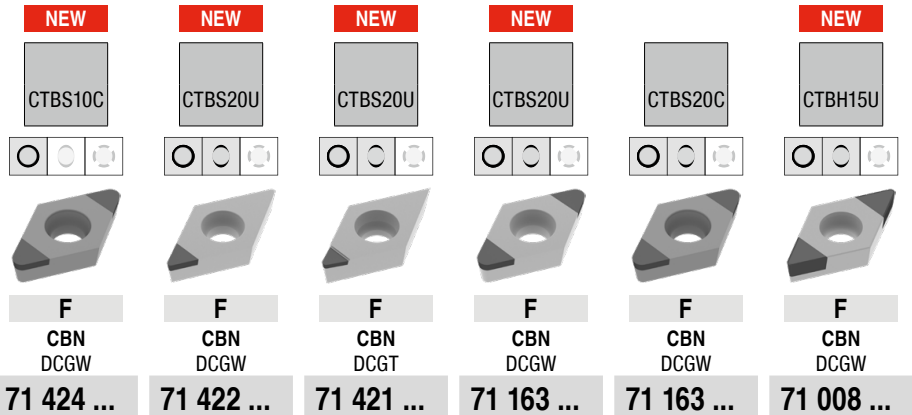 NEW NEW NEW NEW NEW
CTBS10C CTBS20U CTBS20U CTBS20U CTBS20C CTBH15U
F F F F F F
CBN CBN CBN CBN CBN CBN
DCGW DCGW DCGT DCGW DCGW DCGW
71 424 ... 71 422 ... 71 421 ... 71 163 ... 71 163 ... 71 008 ...